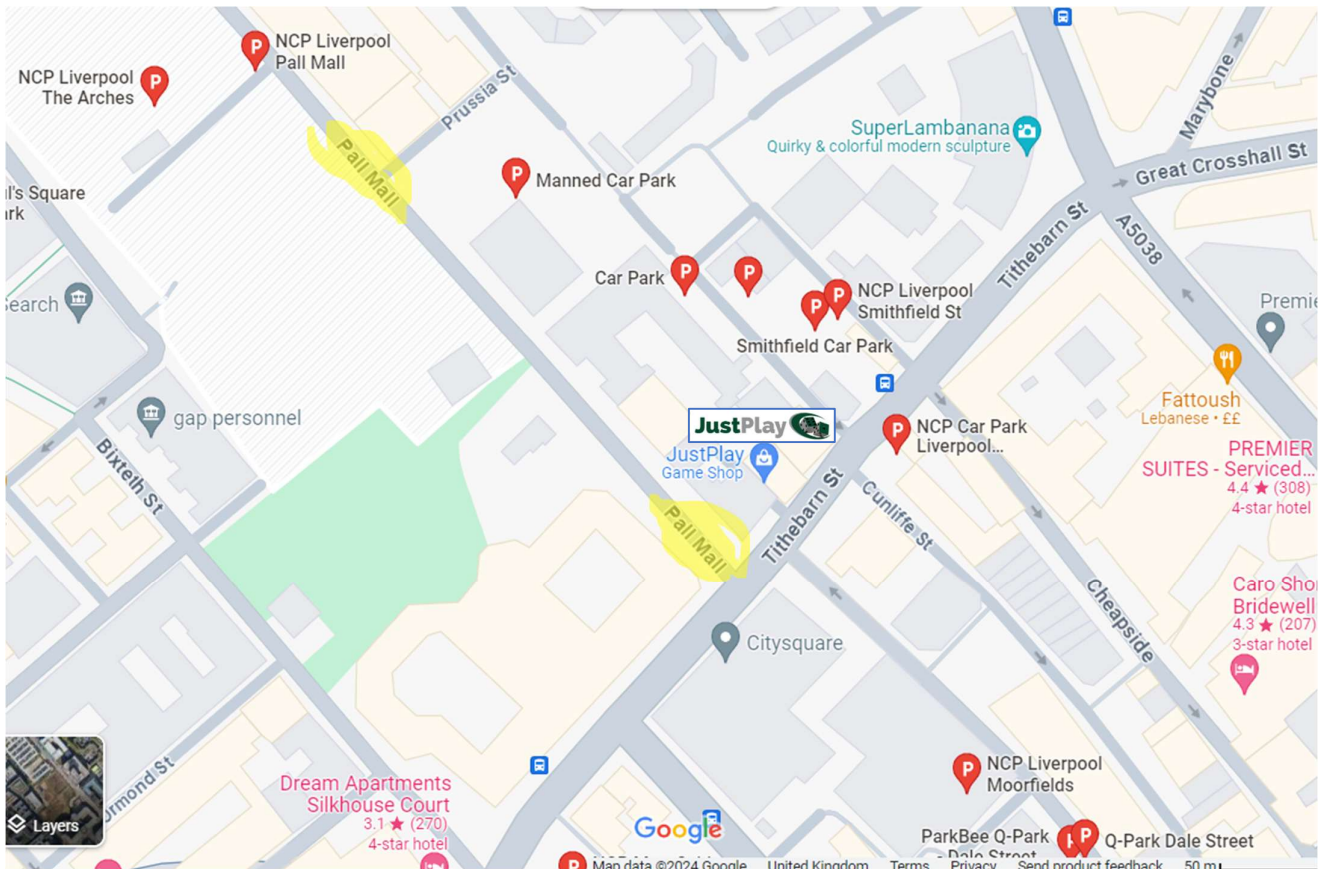 NCP Liverpool
Pall Mall
NCP Liverpool
The Arches
Prussia St
Pall Mall
Manned Car Park
SuperLambanana
Quirky & colorful modern sculpture
Marybone
Great Crosshall St
Tithebarn St
A5038
l's Square
rk
Search
Car Park
NCP Liverpool
Smithfield St
Smithfield Car Park
Premie
Fattoush
Lebanese • ££
gap personnel
JustPlay
JustPlay
Game Shop
NCP Car Park
Liverpool...
PREMIER
SUITES - Serviced...
4.4 ★ (308)
4-star hotel
Bixteth St
Pall Mall
Tithebarn St
Cunliffe St
Cheapside
Caro Sho
Bridewell
4.3 ★ (207)
3-star hotel
Citysquare
Dream Apartments
Silkhouse Court
3.1 ★ (270)
4-star hotel
ormond St
Layers
NCP Liverpool
Moorfields
Google
ParkBee Q-Park
- Dale Street
Q-Park Dale Street
Map data ©2024 Google United Kingdom Terms Privacy Send product feedback 50 m